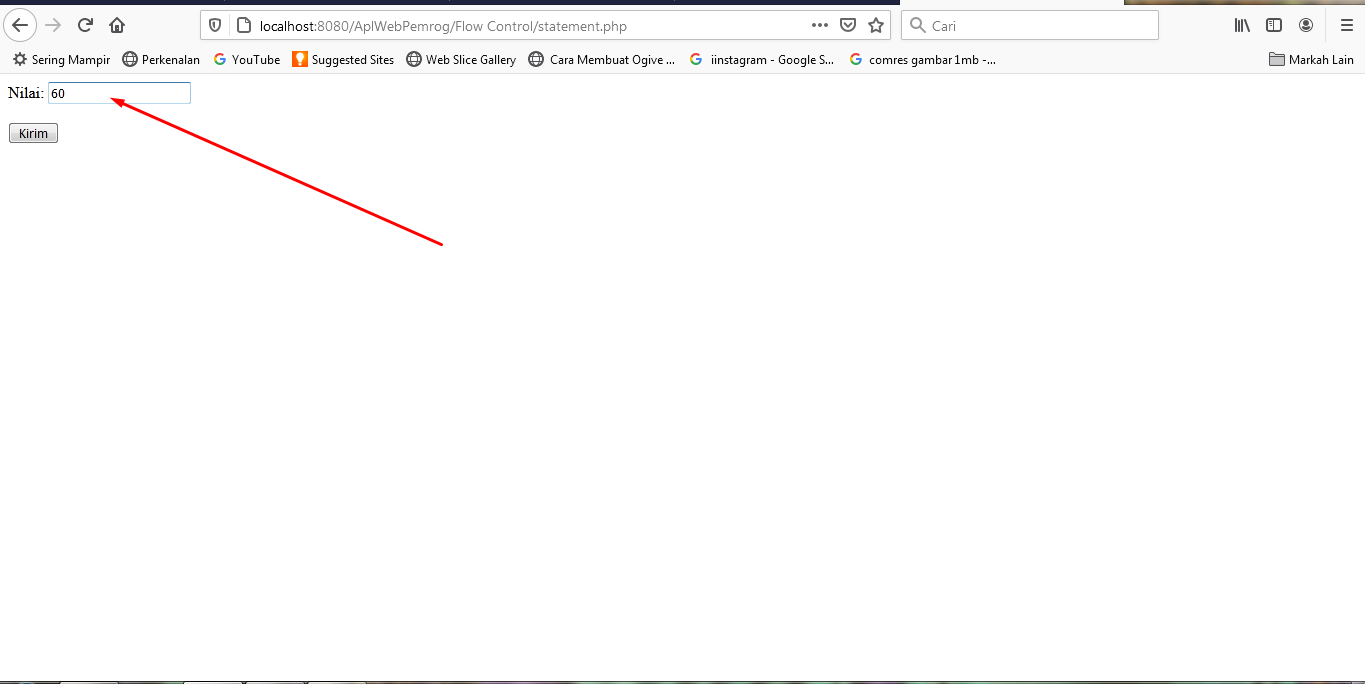 localhost:8080/AplWebPemrog/Flow Control/statement.php Cari
Sering Mampir Perkenalan YouTube Suggested Sites Web Slice Gallery Cara Membuat Ogive ... iinstagram - Google S... comres gambar 1mb -... Markah Lain
Nilai: 60
Kirim